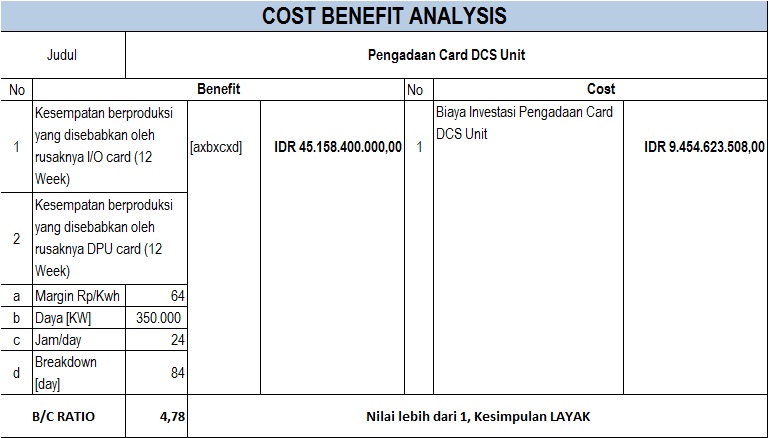 COST BENEFIT ANALYSIS
Judul
Pengadaan Card DCS Unit
No
Benefit
No
Cost
1
Kesempatan berproduksi
yang disebabkan oleh
rusaknya I/O card (12
Week)
[axbxcxd]
IDR 45.158.400.000,00
1
Biaya Investasi Pengadaan Card
DCS Unit
IDR 9.454.623.508,00
2
Kesempatan berproduksi
yang disebabkan oleh
rusaknya DPU card (12
Week)
a
Margin Rp/Kwh
64
b
Daya [KW]
350.000
c
Jam/day
24
d
Breakdown
[day]
84
B/C RATIO
4,78
Nilai lebih dari 1, Kesimpulan LAYAK